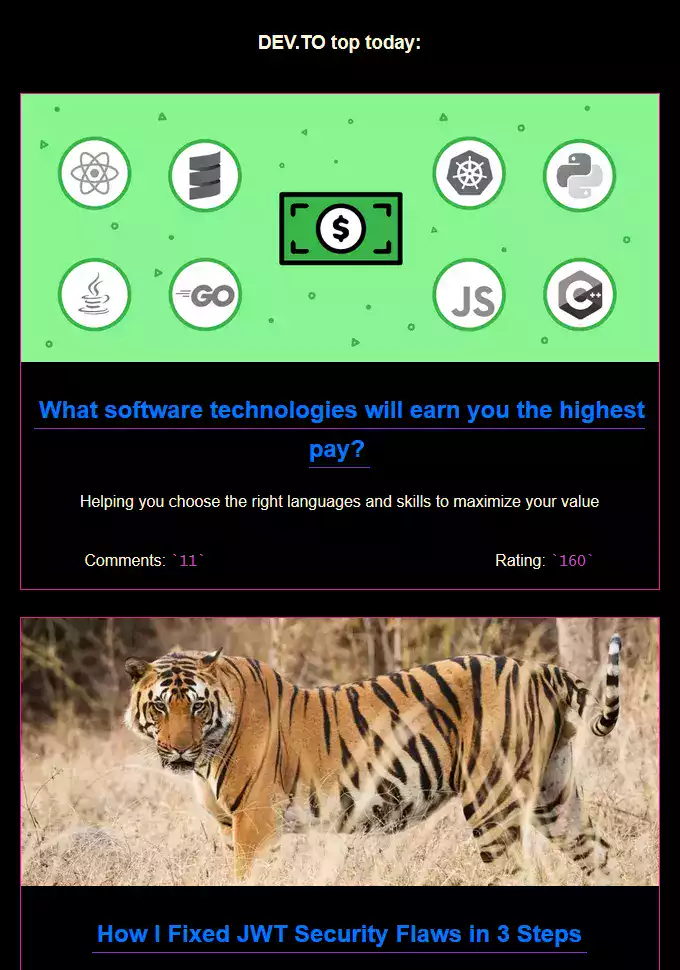 DEV.TO top today:
$
GO
JS
C++
What software technologies will earn you the highest
pay?
Helping you choose the right languages and skills to maximize your value
Comments: `11`
Rating: `160`
How I Fixed JWT Security Flaws in 3 Steps